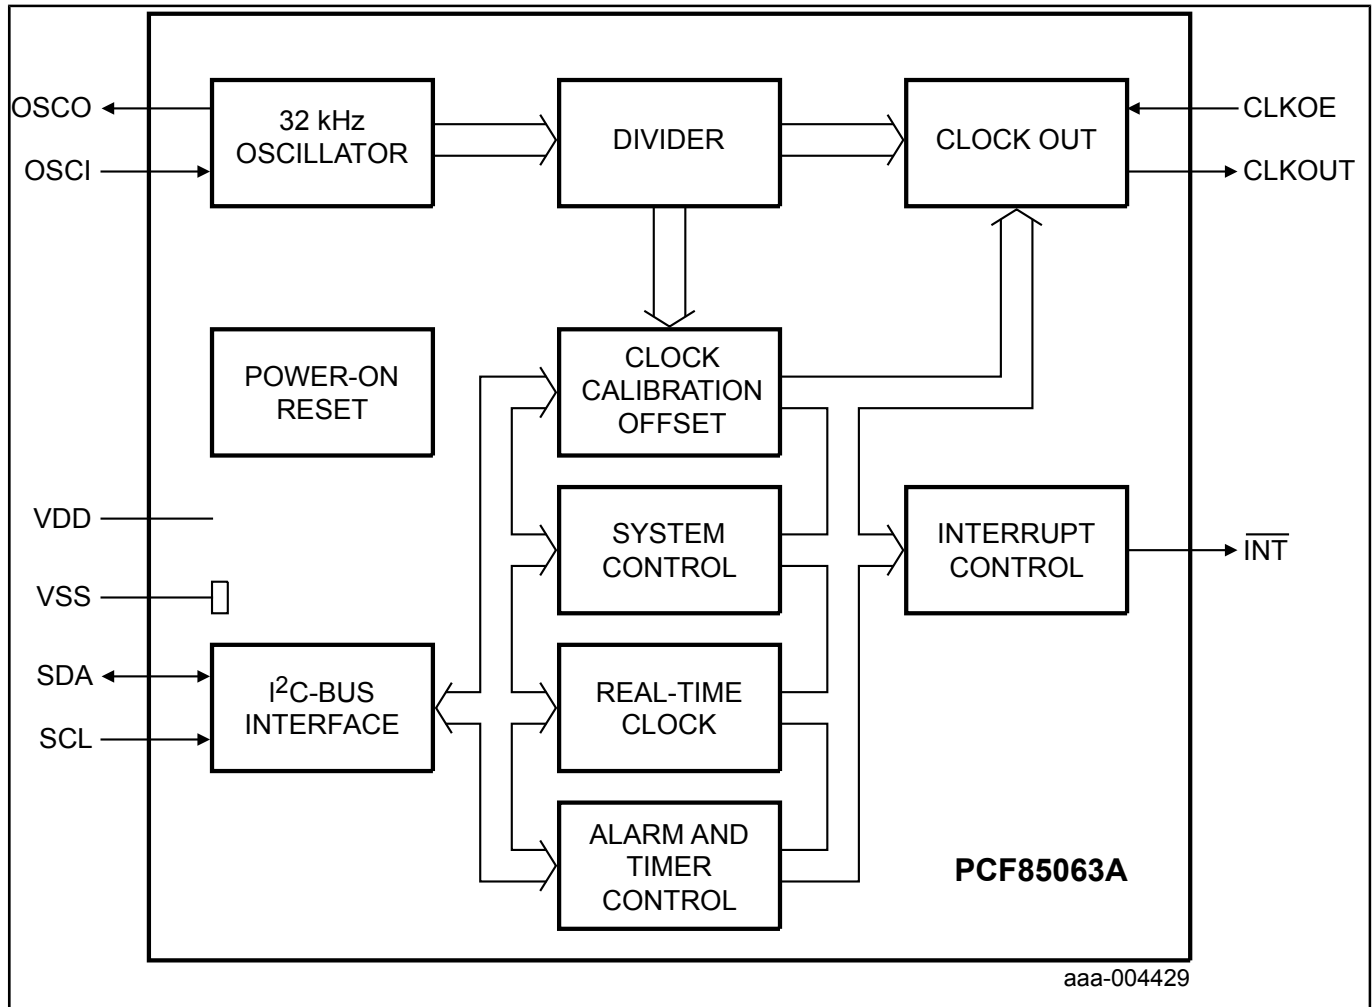 OSCO
OSCI
32 kHz
OSCILLATOR
DIVIDER
CLOCK OUT
CLKOE
CLKOUT
POWER-ON
RESET
CLOCK
CALIBRATION
OFFSET
VDD
VSS
SYSTEM
CONTROL
INTERRUPT
CONTROL
INT
SDA
SCL
I²C-BUS
INTERFACE
REAL-TIME
CLOCK
ALARM AND
TIMER
CONTROL
PCF85063A
aaa-004429